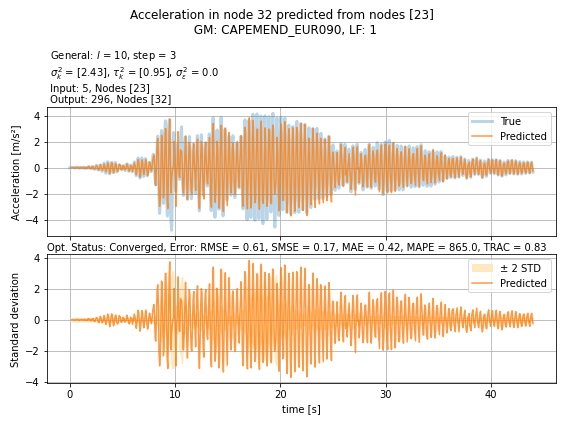 Acceleration in node 32 predicted from nodes [23]
GM: CAPEMEND_EUR090, LF: 1
General: l = 10, step = 3
σ²ₖ = [2.43], τ²ₖ = [0.95], σ²ε = 0.0
Input: 5, Nodes [23]
Output: 296, Nodes [32]
Acceleration [m/s²]
4
2
0
−2
−4
True
Predicted
Opt. Status: Converged, Error: RMSE = 0.61, SMSE = 0.17, MAE = 0.42, MAPE = 865.0, TRAC = 0.83
Standard deviation
4
2
0
−2
−4
± 2 STD
Predicted
0 10 20 30 40
time [s]